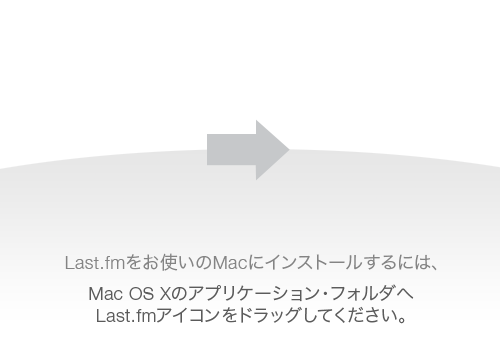 Last.fmをお使いのMacにインストールするには、
Mac OS Xのアプリケーション・フォルダへ
Last.fmアイコンをドラッグしてください。